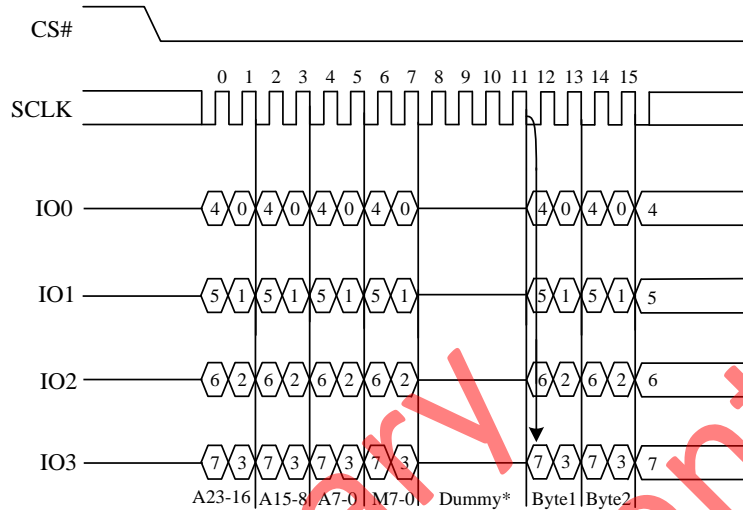 CS#
0 1 2 3 4 5 6 7 8 9 10 11 12 13 14 15
SCLK
IO0 4 0 4 0 4 0 4 0 4 0 4 0 4
IO1 5 1 5 1 5 1 5 1 5 1 5 1 5
IO2 6 2 6 2 6 2 6 2 6 2 6 2 6
IO3 7 3 7 3 7 3 7 3 7 3 7 3 7
A23-16 A15-8 A7-0 M7-0 Dummy* Byte1 Byte2